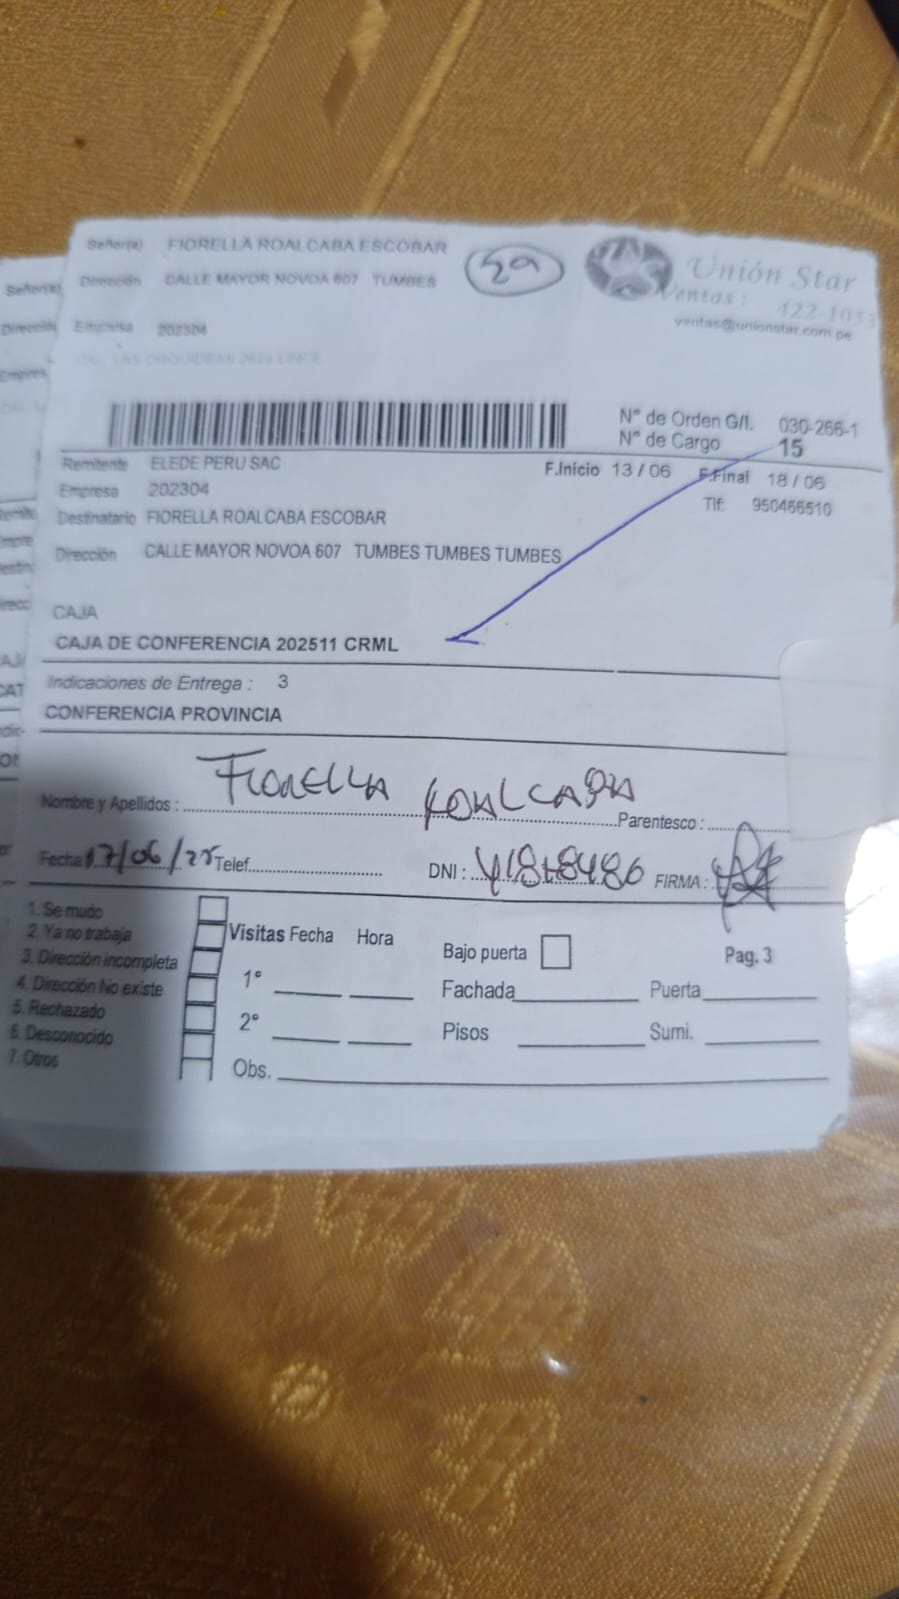 Señor(a) FIORELLA ROALCABA ESCOBAR
Dirección CALLE MAYOR NOVOA 607 TUMBES
Unión Star
Ventas : 422-1053
ventas@unionstar.com.pe
Empresa 202304
Nº de Orden G/I. 030-266-1
Nº de Cargo 15
Remitente ELEDE PERU SAC
F.Inicio 13 / 06 F.Final 18 / 06
Empresa 202304
Tlf: 950466510
Destinatario FIORELLA ROALCABA ESCOBAR
Dirección CALLE MAYOR NOVOA 607 TUMBES TUMBES TUMBES
CAJA
CAJA DE CONFERENCIA 202511 CRML
Indicaciones de Entrega : 3
CONFERENCIA PROVINCIA
Nombre y Apellidos : FIORELLA ROALCABA Parentesco :
Fecha 17/06/25 Telef. DNI : FIRMA :
1. Se mudo
2. Ya no trabaja
3. Dirección incompleta
4. Dirección No existe
5. Rechazado
6. Desconocido
7. Otros
Visitas Fecha Hora
1°
2°
Obs.
Bajo puerta
Pag. 3
Fachada Puerta
Pisos Sumi.